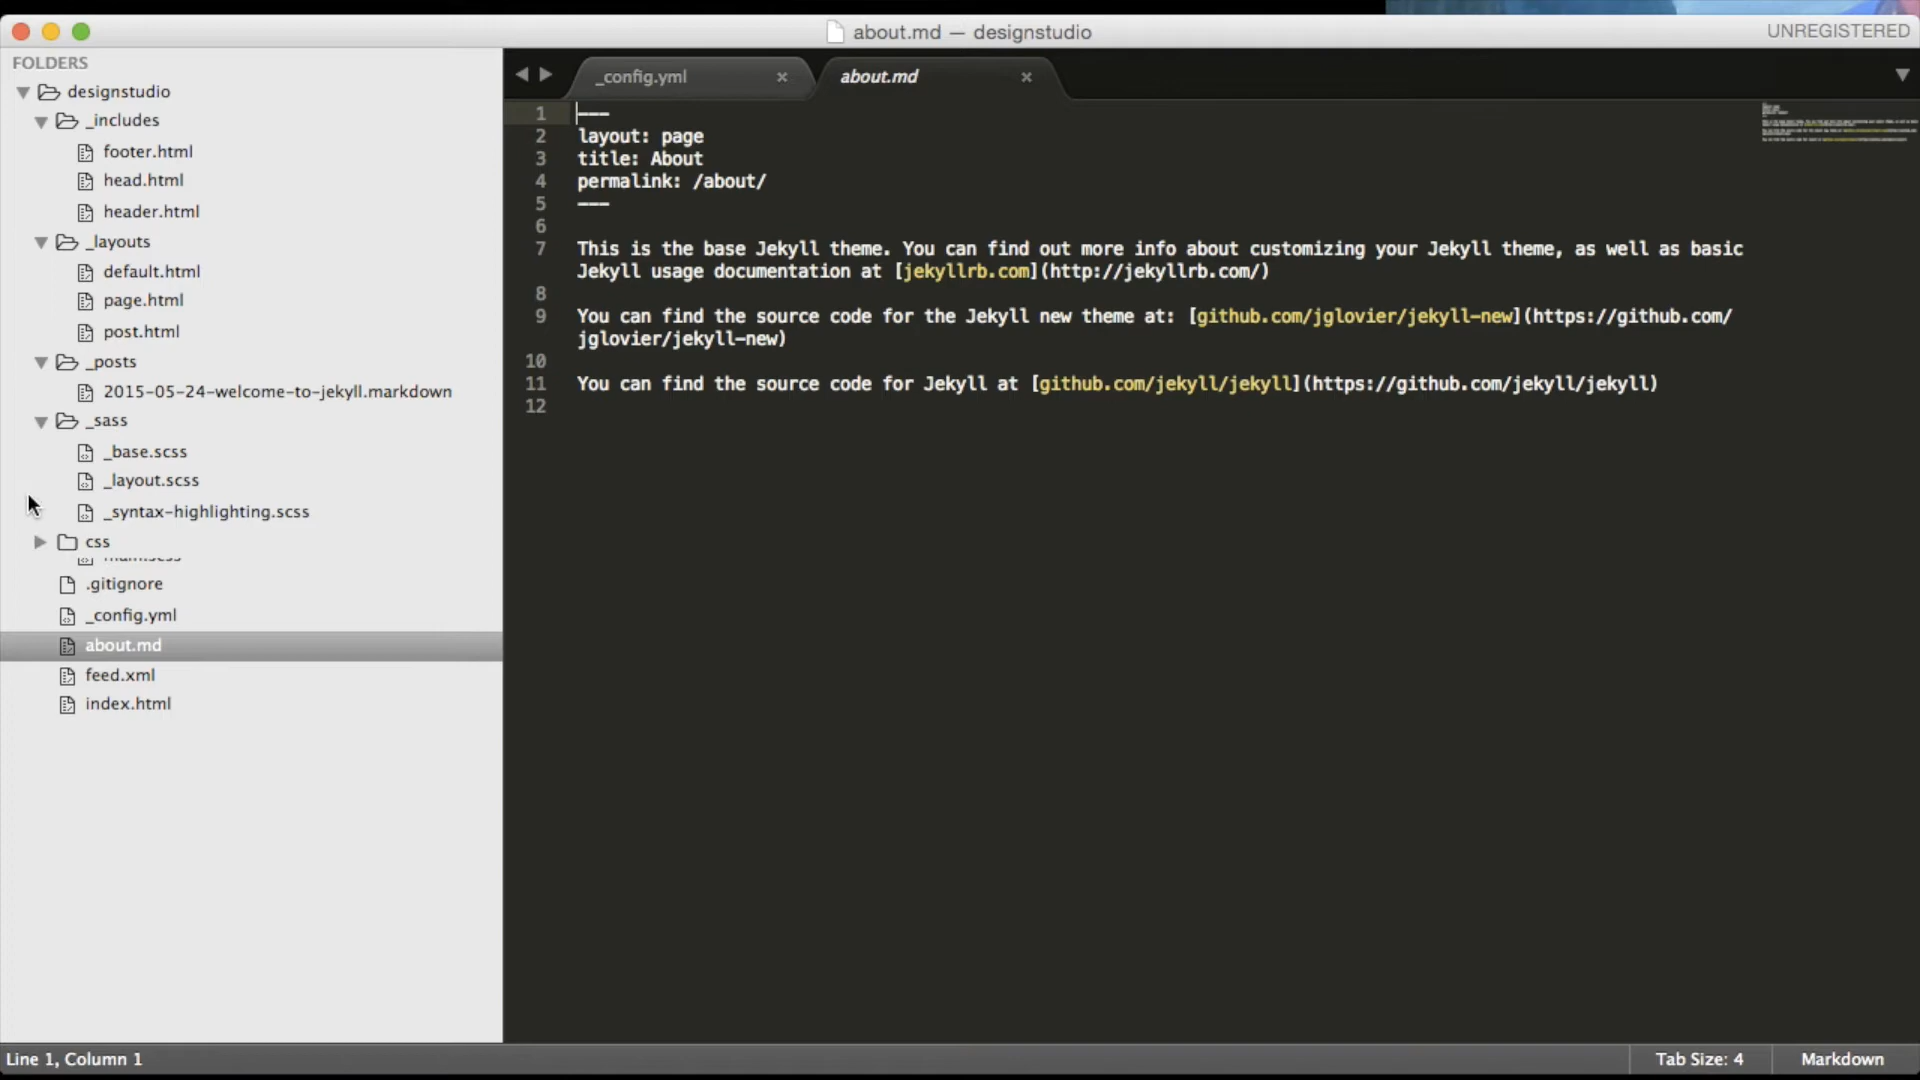 about.md — designstudio
UNREGISTERED
FOLDERS
designstudio
_includes
footer.html
head.html
header.html
_layouts
default.html
page.html
post.html
_posts
2015-05-24-welcome-to-jekyll.markdown
_sass
_base.scss
_layout.scss
_syntax-highlighting.scss
css
.gitignore
_config.yml
about.md
feed.xml
index.html
_config.yml
about.md
1 ---
2 layout: page
3 title: About
4 permalink: /about/
5 ---
6
7 This is the base Jekyll theme. You can find out more info about customizing your Jekyll theme, as well as basic
Jekyll usage documentation at [jekyllrb.com](http://jekyllrb.com/)
8
9 You can find the source code for the Jekyll new theme at: [github.com/jglovier/jekyll-new](https://github.com/
jglovier/jekyll-new)
10
11 You can find the source code for Jekyll at [github.com/jekyll/jekyll](https://github.com/jekyll/jekyll)
12
Line 1, Column 1
Tab Size: 4
Markdown